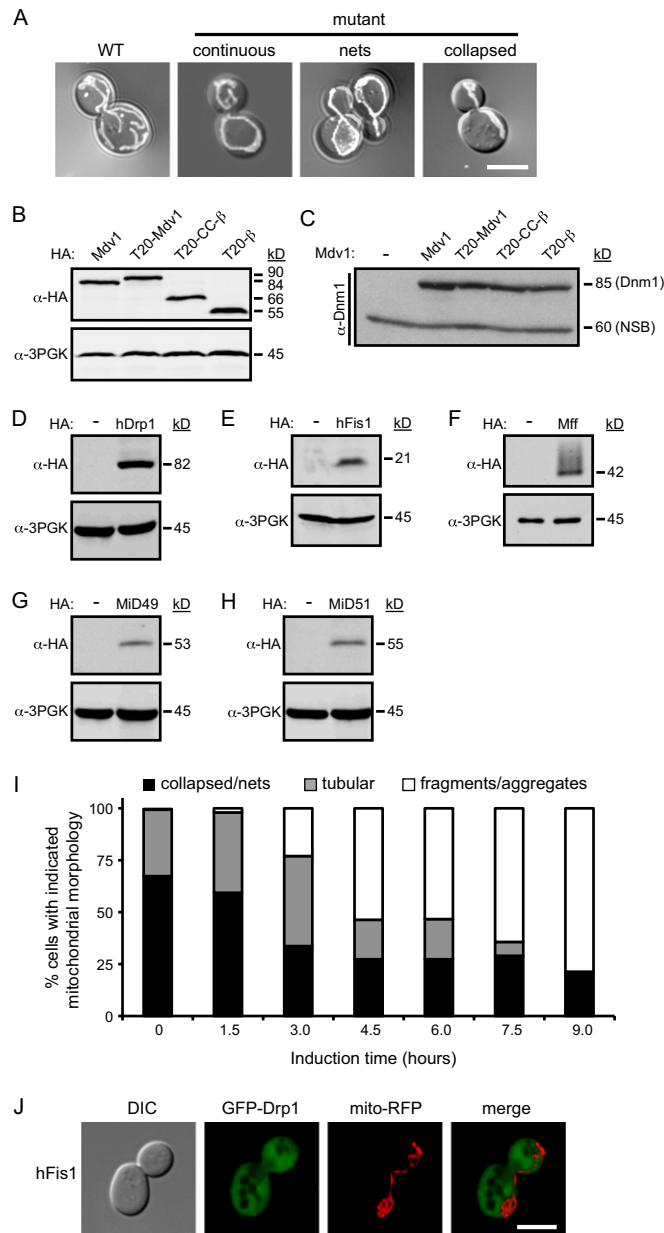 A
mutant
WT continuous nets collapsed
B
HA: Mdv1 T20-Mdv1 T20-CC-β T20-β kD
α-HA
90
84
66
55
α-3PGK 45
C
Mdv1: - Mdv1 T20-Mdv1 T20-CC-β T20-β kD
α-Dnm1
85 (Dnm1)
60 (NSB)
D
HA: - hDrp1 kD
α-HA 82
α-3PGK 45
E
HA: - hFis1 kD
α-HA 21
α-3PGK 45
F
HA: - Mff kD
α-HA 42
α-3PGK 45
G
HA: - MiD49 kD
α-HA 53
α-3PGK 45
H
HA: - MiD51 kD
α-HA 55
α-3PGK 45
I
collapsed/nets tubular fragments/aggregates
% cells with indicated
mitochondrial morphology
100
75
50
25
0
0 1.5 3.0 4.5 6.0 7.5 9.0
Induction time (hours)
J
DIC GFP-Drp1 mito-RFP merge
hFis1